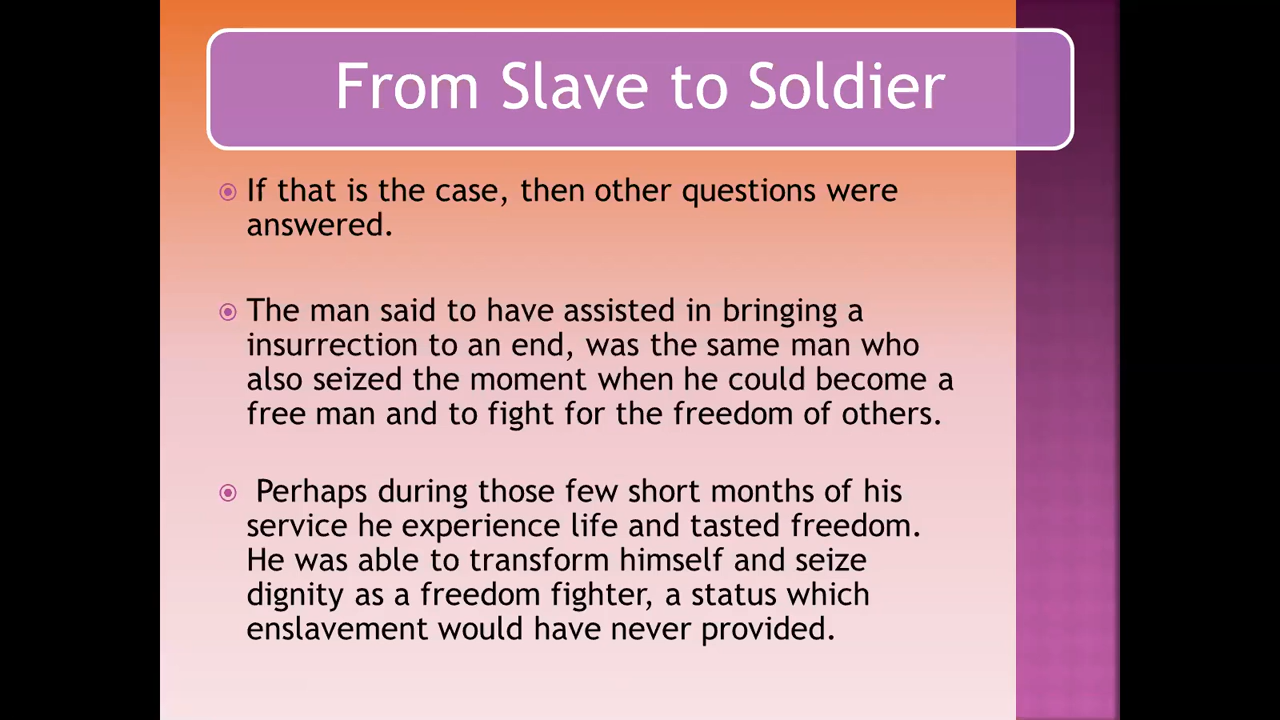 From Slave to Soldier
If that is the case, then other questions were
answered.
The man said to have assisted in bringing a
insurrection to an end, was the same man who
also seized the moment when he could become a
free man and to fight for the freedom of others.
Perhaps during those few short months of his
service he experience life and tasted freedom.
He was able to transform himself and seize
dignity as a freedom fighter, a status which
enslavement would have never provided.